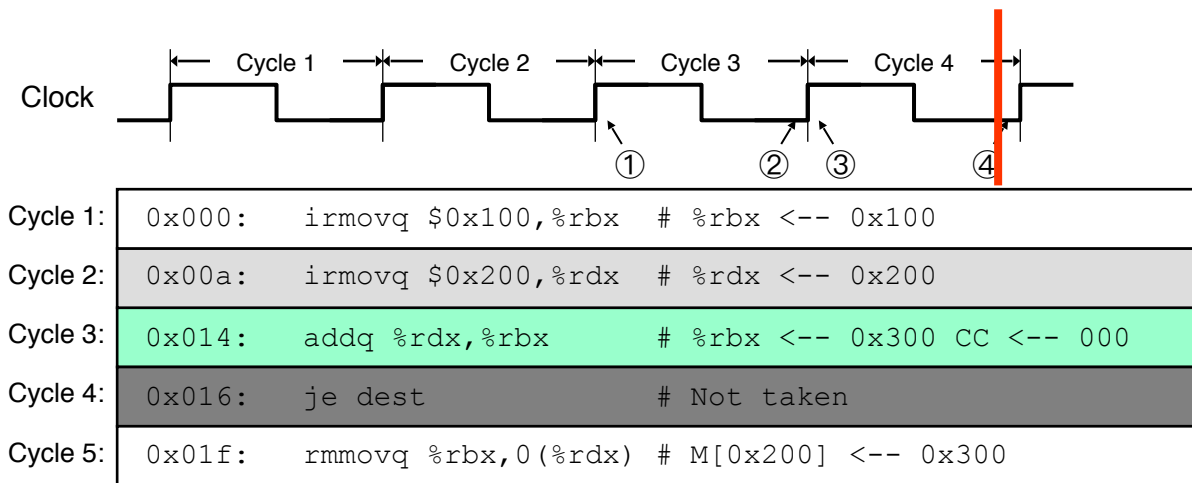 Cycle 1 Cycle 2 Cycle 3 Cycle 4
Clock
① ② ③ ④
Cycle 1: 0x000: irmovq $0x100,%rbx # %rbx <-- 0x100
Cycle 2: 0x00a: irmovq $0x200,%rdx # %rdx <-- 0x200
Cycle 3: 0x014: addq %rdx,%rbx # %rbx <-- 0x300 CC <-- 000
Cycle 4: 0x016: je dest # Not taken
Cycle 5: 0x01f: rmmovq %rbx,0(%rdx) # M[0x200] <-- 0x300